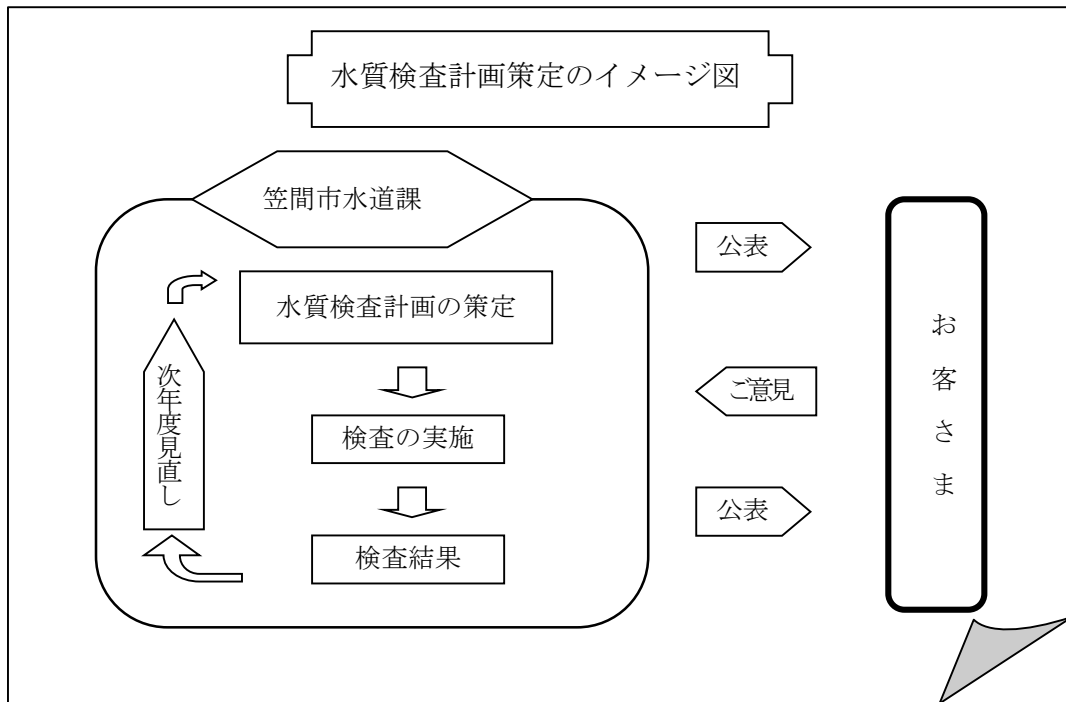 水質検査計画策定のイメージ図
笠間市水道課
水質検査計画の策定
検査の実施
検査結果
次年度見直し
公表
ご意見
公表
お客さま